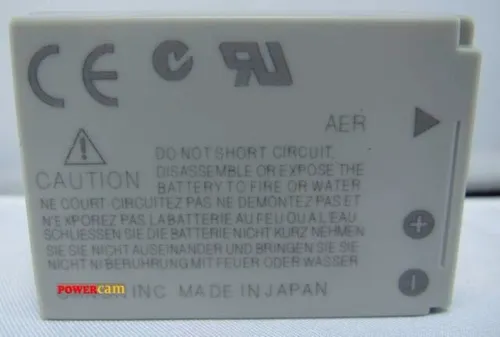 CE
AER
DO NOT SHORT CIRCUIT,
DISASSEMBLE OR EXPOSE THE
CAUTION BATTERY TO FIRE OR WATER
NE COURT-CIRCUITEZ PAS NE DEMONTEZ PAS ET
N'EXPOREZ PAS LA BATTERIE AU FEU OU A L'EAU
SCHLIESSEN SIE DIE BATTERIE NICHT KURZ NEHMEN
SIE SIE NICHT AUSEINANDER UND BRINGEN SIE
NICHT NI BERUHRUNG MIT FEUER ODER WASSER
INC MADE IN JAPAN
POWERcam